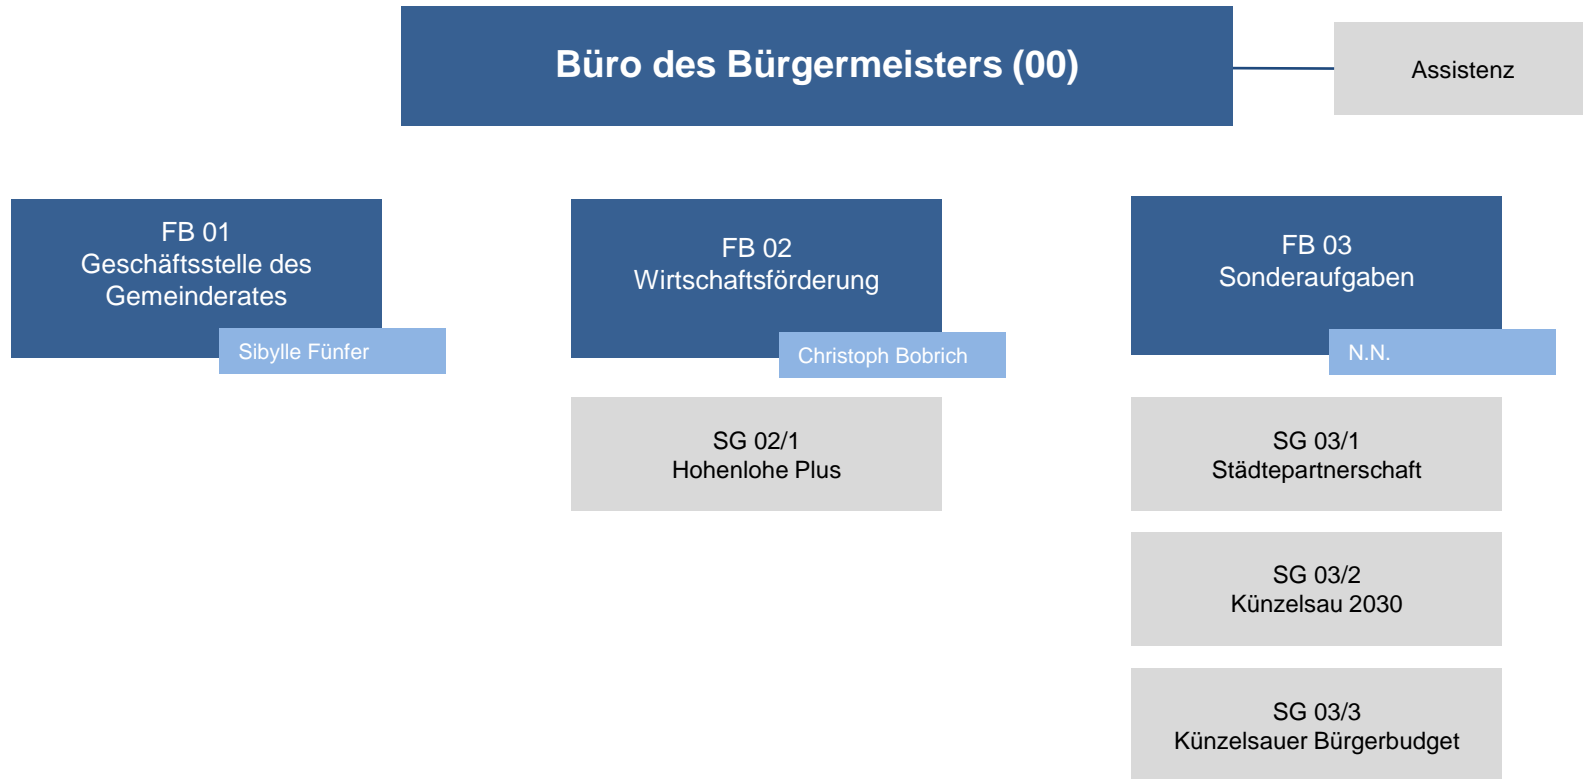 Büro des Bürgermeisters (00)
Assistenz
FB 01
Geschäftsstelle des
Gemeinderates
Sibylle Fünfer
FB 02
Wirtschaftsförderung
Christoph Bobrich
SG 02/1
Hohenlohe Plus
FB 03
Sonderaufgaben
N.N.
SG 03/1
Städtepartnerschaft
SG 03/2
Künzelsau 2030
SG 03/3
Künzelsauer Bürgerbudget